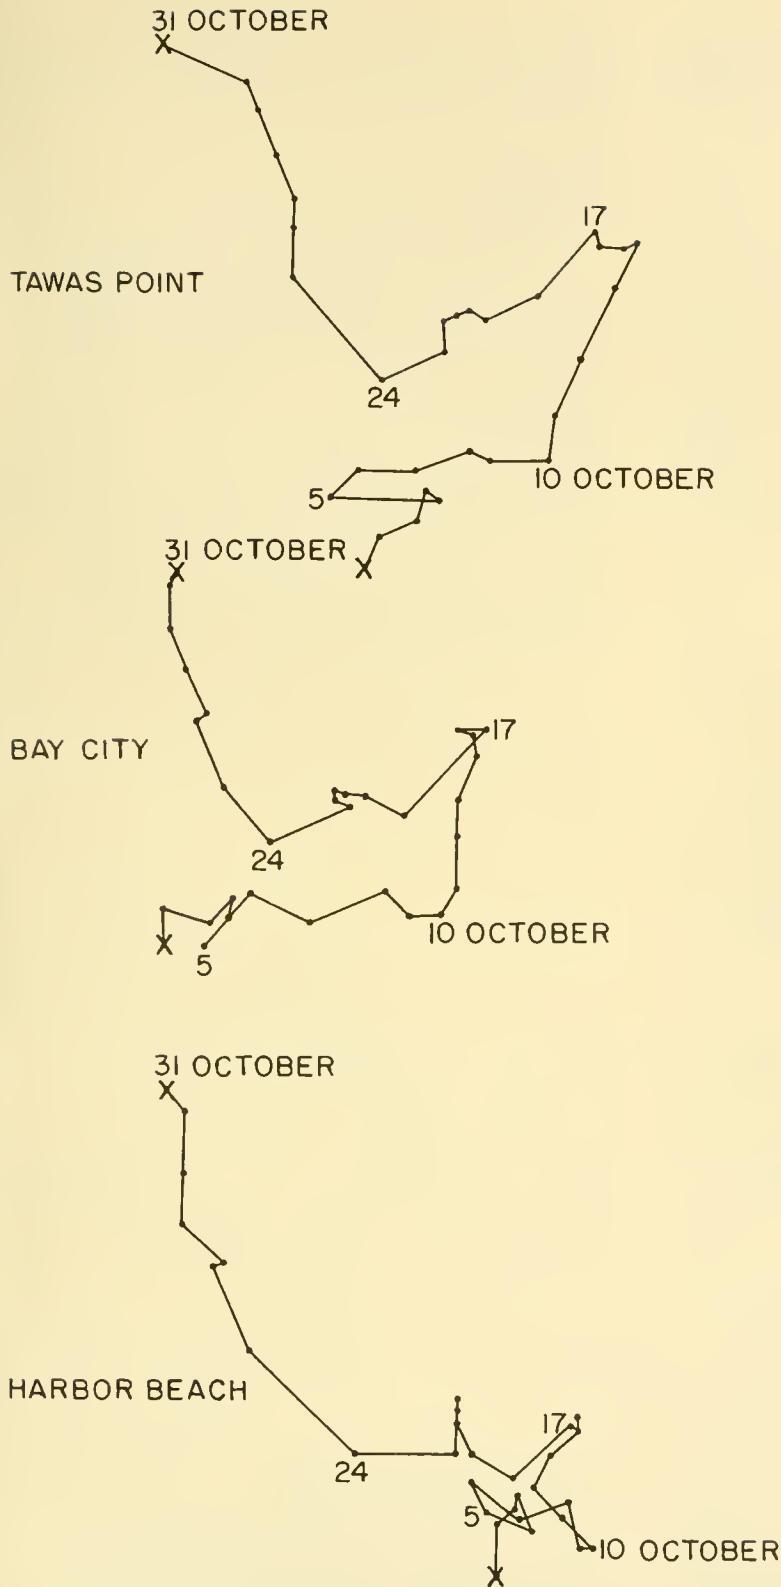 31 OCTOBER
X
17
TAWAS POINT
24
10 OCTOBER
5
X
31 OCTOBER
X
17
BAY CITY
24
10 OCTOBER
X
5
31 OCTOBER
X
HARBOR BEACH
17
24
5
10 OCTOBER
X